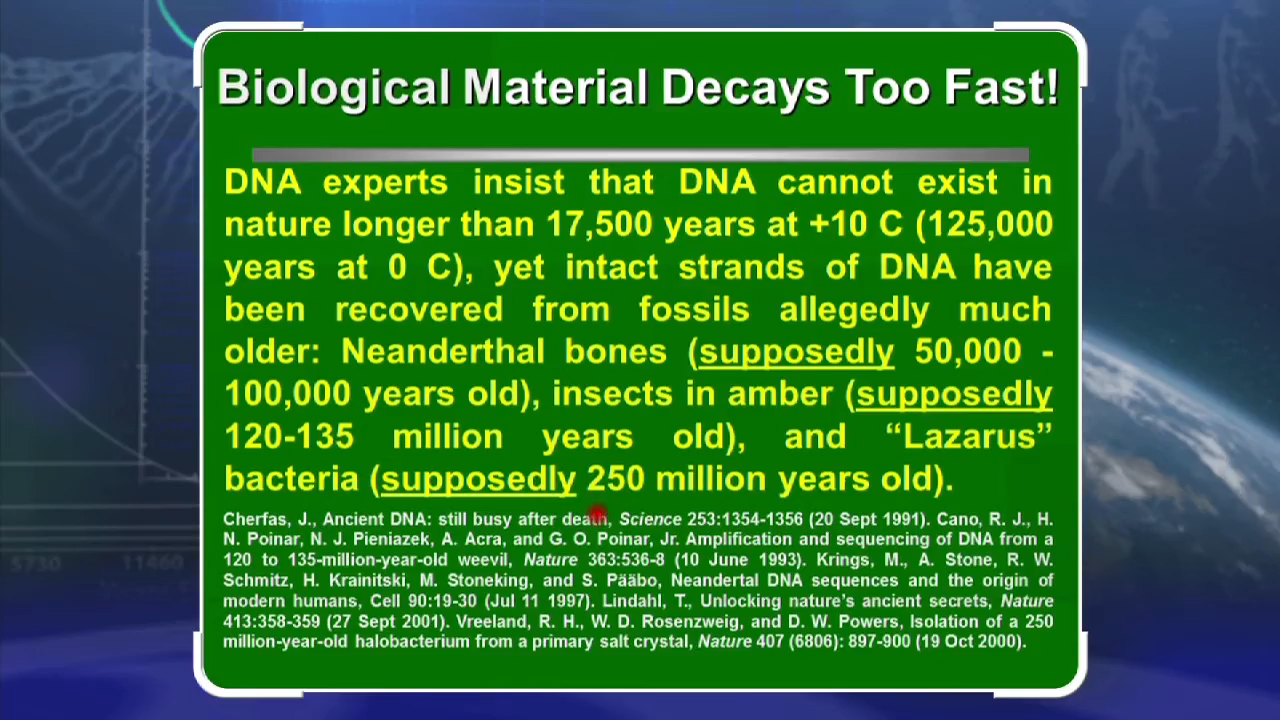 Biological Material Decays Too Fast!
DNA experts insist that DNA cannot exist in
nature longer than 17,500 years at +10 C (125,000
years at 0 C), yet intact strands of DNA have
been recovered from fossils allegedly much
older: Neanderthal bones (supposedly 50,000 -
100,000 years old), insects in amber (supposedly
120-135 million years old), and “Lazarus”
bacteria (supposedly 250 million years old).
Cherfas, J., Ancient DNA: still busy after death, Science 253:1354-1356 (20 Sept 1991). Cano, R. J., H.
N. Poinar, N. J. Pieniazek, A. Acra, and G. O. Poinar, Jr. Amplification and sequencing of DNA from a
120 to 135-million-year-old weevil, Nature 363:536-8 (10 June 1993). Krings, M., A. Stone, R. W.
Schmitz, H. Krainitski, M. Stoneking, and S. Pääbo, Neandertal DNA sequences and the origin of
modern humans, Cell 90:19-30 (Jul 11 1997). Lindahl, T., Unlocking nature’s ancient secrets, Nature
413:358-359 (27 Sept 2001). Vreeland, R. H., W. D. Rosenzweig, and D. W. Powers, Isolation of a 250
million-year-old halobacterium from a primary salt crystal, Nature 407 (6806): 897-900 (19 Oct 2000).
5730 11460